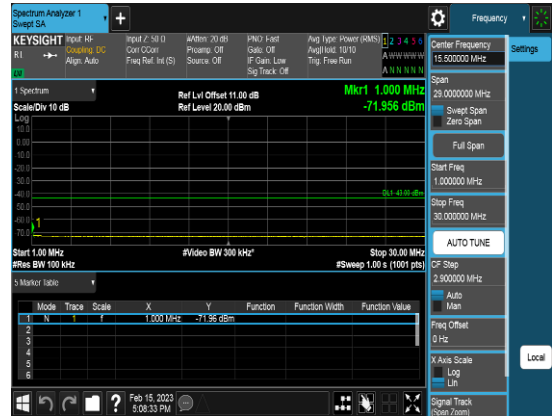 Spectrum Analyzer 1
Swept SA
+
Frequency
KEYSIGHT
R1
LXI
Input: RF
Coupling: DC
Align: Auto
Input Z: 50 Ω
Corr CCorr
Freq Ref: Int (S)
#Atten: 20 dB
Preamp: Off
Source: Off
PNO: Fast
Gate: Off
IF Gain: Low
Sig Track: Off
Avg Type: Power (RMS)
Avg|Hold: 10/10
Trig: Free Run
1 2 3 4 5 6
A W W W W W
A N N N N N
1 Spectrum
Scale/Div 10 dB
Ref Lvl Offset 11.00 dB
Ref Level 20.00 dBm
Mkr1 1.000 MHz
-71.956 dBm
Log
10.0
0.00
-10.0
-20.0
-30.0
-40.0
-50.0
-60.0
-70.0
1
DL1 -43.00 dBm
Start 1.00 MHz
#Res BW 100 kHz
#Video BW 300 kHz*
Stop 30.00 MHz
#Sweep 1.00 s (1001 pts)
5 Marker Table
Mode Trace Scale X Y Function Function Width Function Value
1 N 1 f 1.000 MHz -71.96 dBm
2
3
4
5
6
Feb 15, 2023
5:08:33 PM
?
Center Frequency
15.500000 MHz
Span
29.0000000 MHz
Swept Span
Zero Span
Full Span
Start Freq
1.000000 MHz
Stop Freq
30.000000 MHz
AUTO TUNE
CF Step
2.900000 MHz
Auto
Man
Freq Offset
0 Hz
X Axis Scale
Log
Lin
Signal Track
(Span Zoom)
Settings
Local